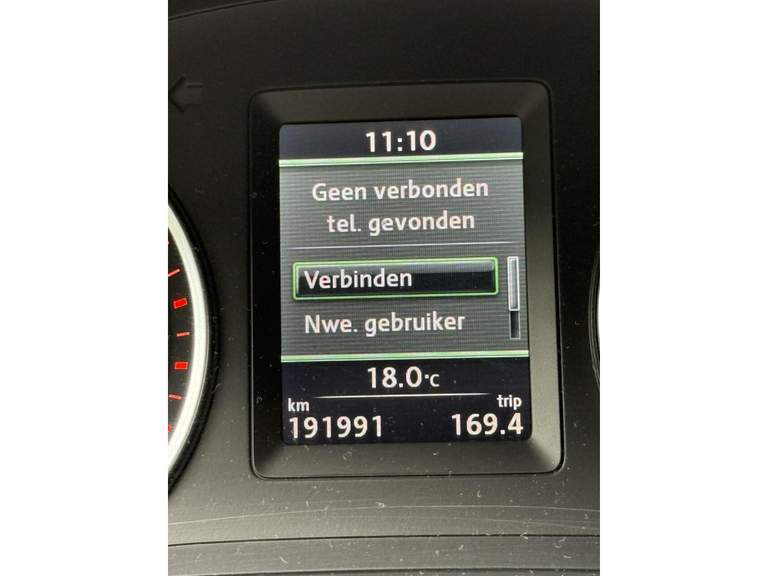 11:10
Geen verbonden
tel. gevonden
Verbinden
Nwe. gebruiker
18.0°C
km trip
191991 169.4